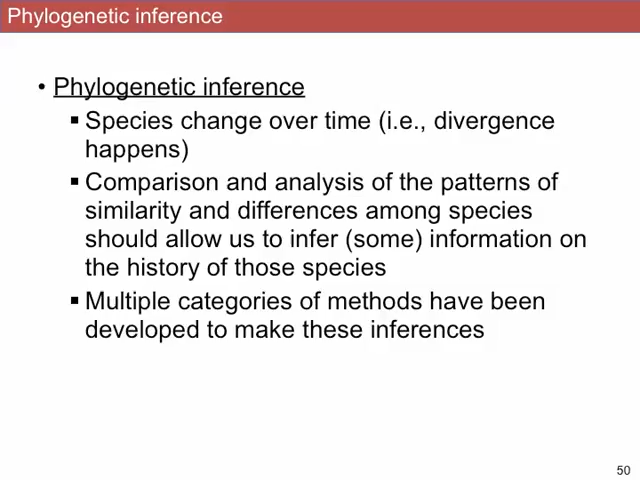 Phylogenetic inference
• Phylogenetic inference
▪ Species change over time (i.e., divergence
happens)
▪ Comparison and analysis of the patterns of
similarity and differences among species
should allow us to infer (some) information on
the history of those species
▪ Multiple categories of methods have been
developed to make these inferences
50